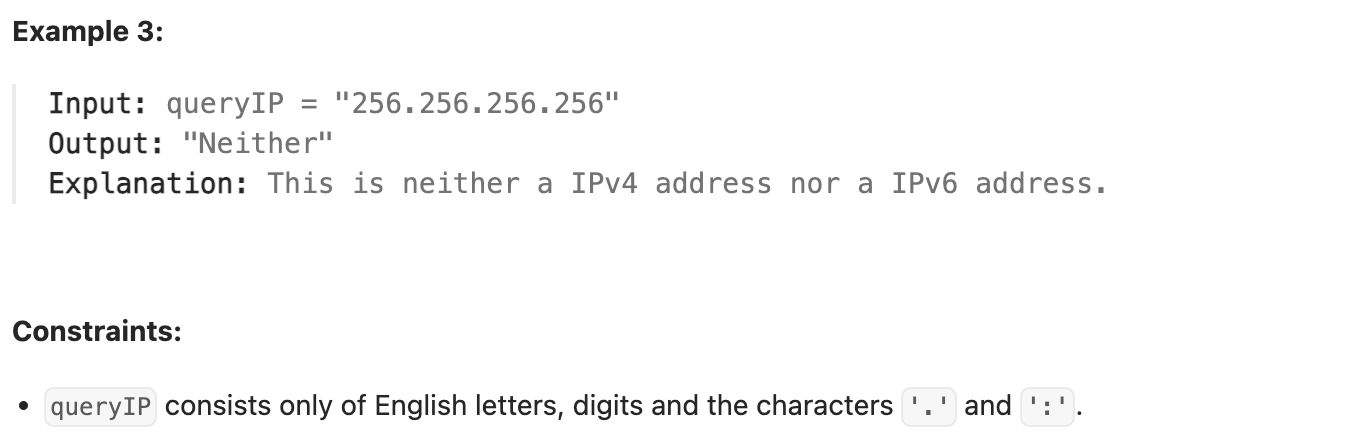 Example 3:
Input: queryIP = "256.256.256.256"
Output: "Neither"
Explanation: This is neither a IPv4 address nor a IPv6 address.
Constraints:
• queryIP consists only of English letters, digits and the characters '.' and ':'.